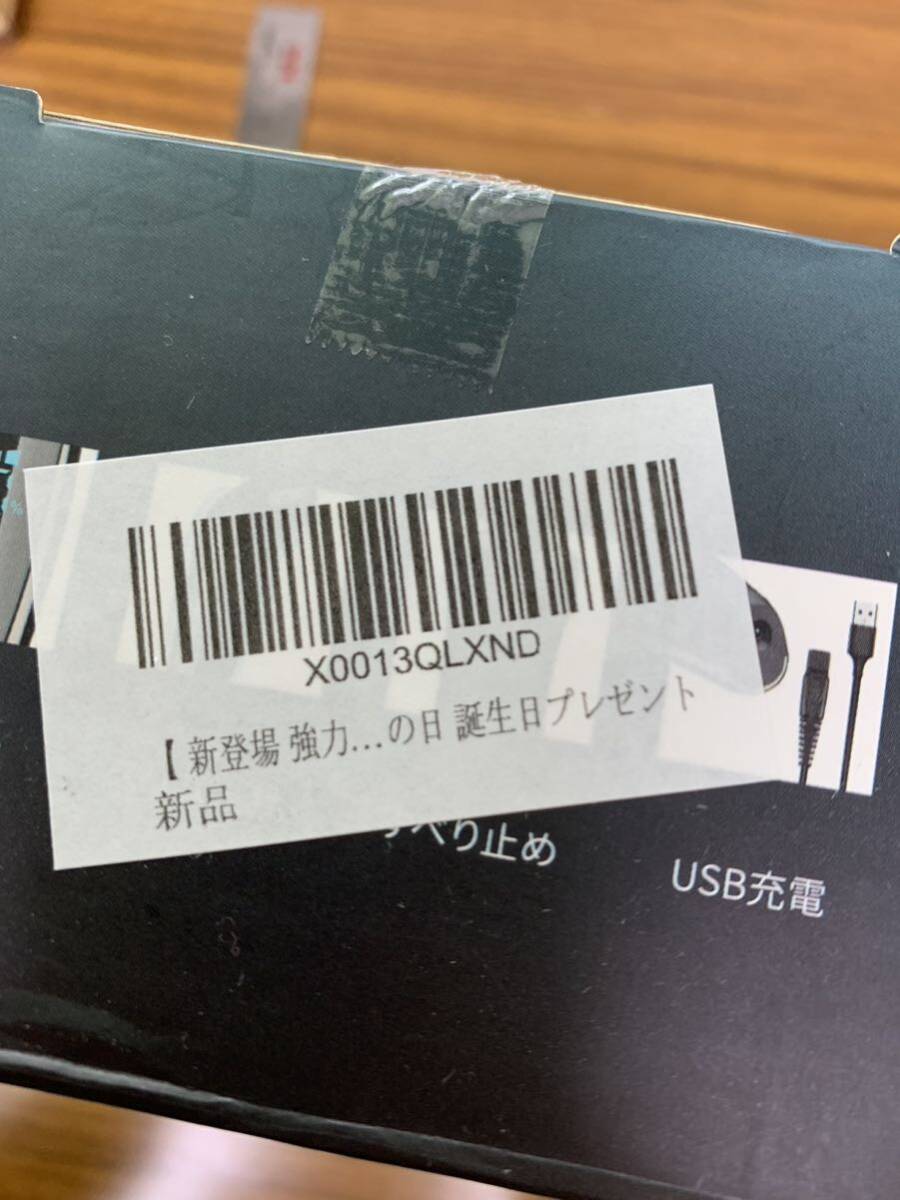 X0013QLXND
【 新登場 強力…の日 誕生日プレゼント
新品
すべり止め
USB充電